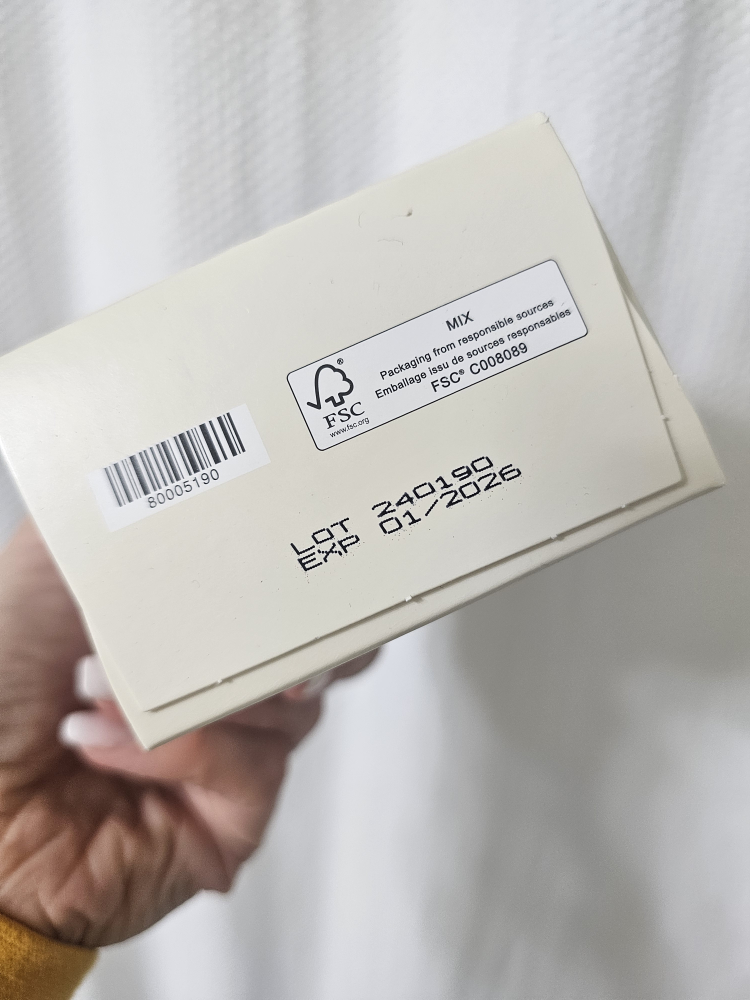 MIX
Packaging from responsible sources
Emballage issu de sources responsables
FSC® C008089
®
FSC
www.fsc.org
80005190
LOT 240190
EXP 01/2026